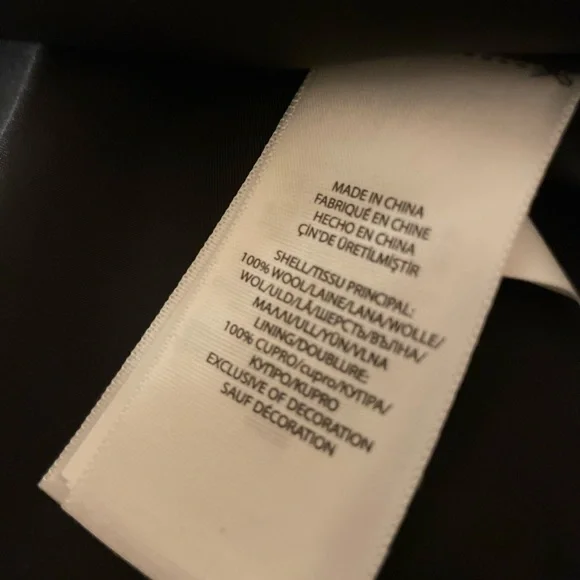 MADE IN CHINA
FABRIQUÉ EN CHINE
HECHO EN CHINA
ÇİN'DE ÜRETİLMİŞTİR
SHELL/TISSU PRINCIPAL:
100% WOOL/LAINE/LANA/WOLLE/
WOL/ULD/LÅ/ШЕРСТЬ/ВЪЛНА/
ΜΑΛΛΙ/ULL/YÜN/VLNA
LINING/DOUBLURE:
100% CUPRO/cupro/КУПРА/
КУПРО/KUPRO
EXCLUSIVE OF DECORATION
SAUF DÉCORATION